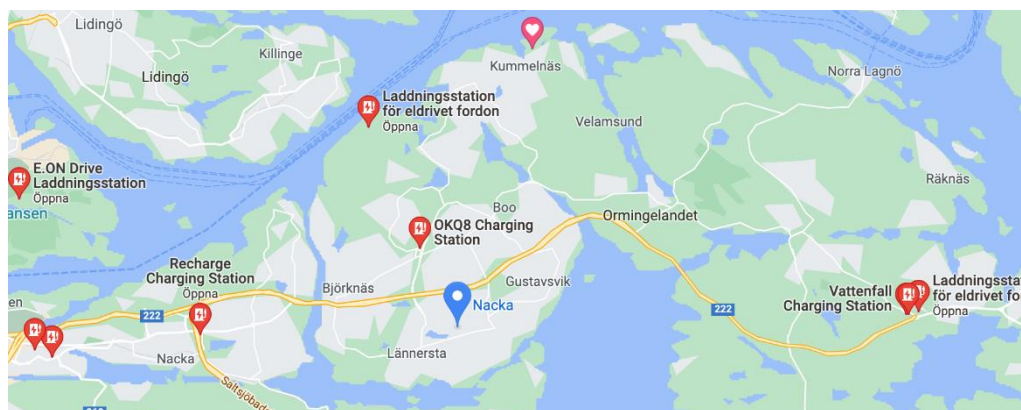 Lidingö
Killinge
Lidingö
Kummelnäs
Norra Lagnö
Laddningsstation
för eldrivet fordon
Öppna
Velamsund
E.ON Drive
Laddningsstation
Öppna
ansen
Räknäs
Boo
Ormingelandet
OKQ8 Charging
Station
Recharge
Charging Station
Öppna
Björknäs
Gustavsvik
Vattenfall
Charging Station
Laddningssta
för eldrivet fo
Öppna
Nacka
en
222
222
Nacka
Lännersta
Saltsjöbade